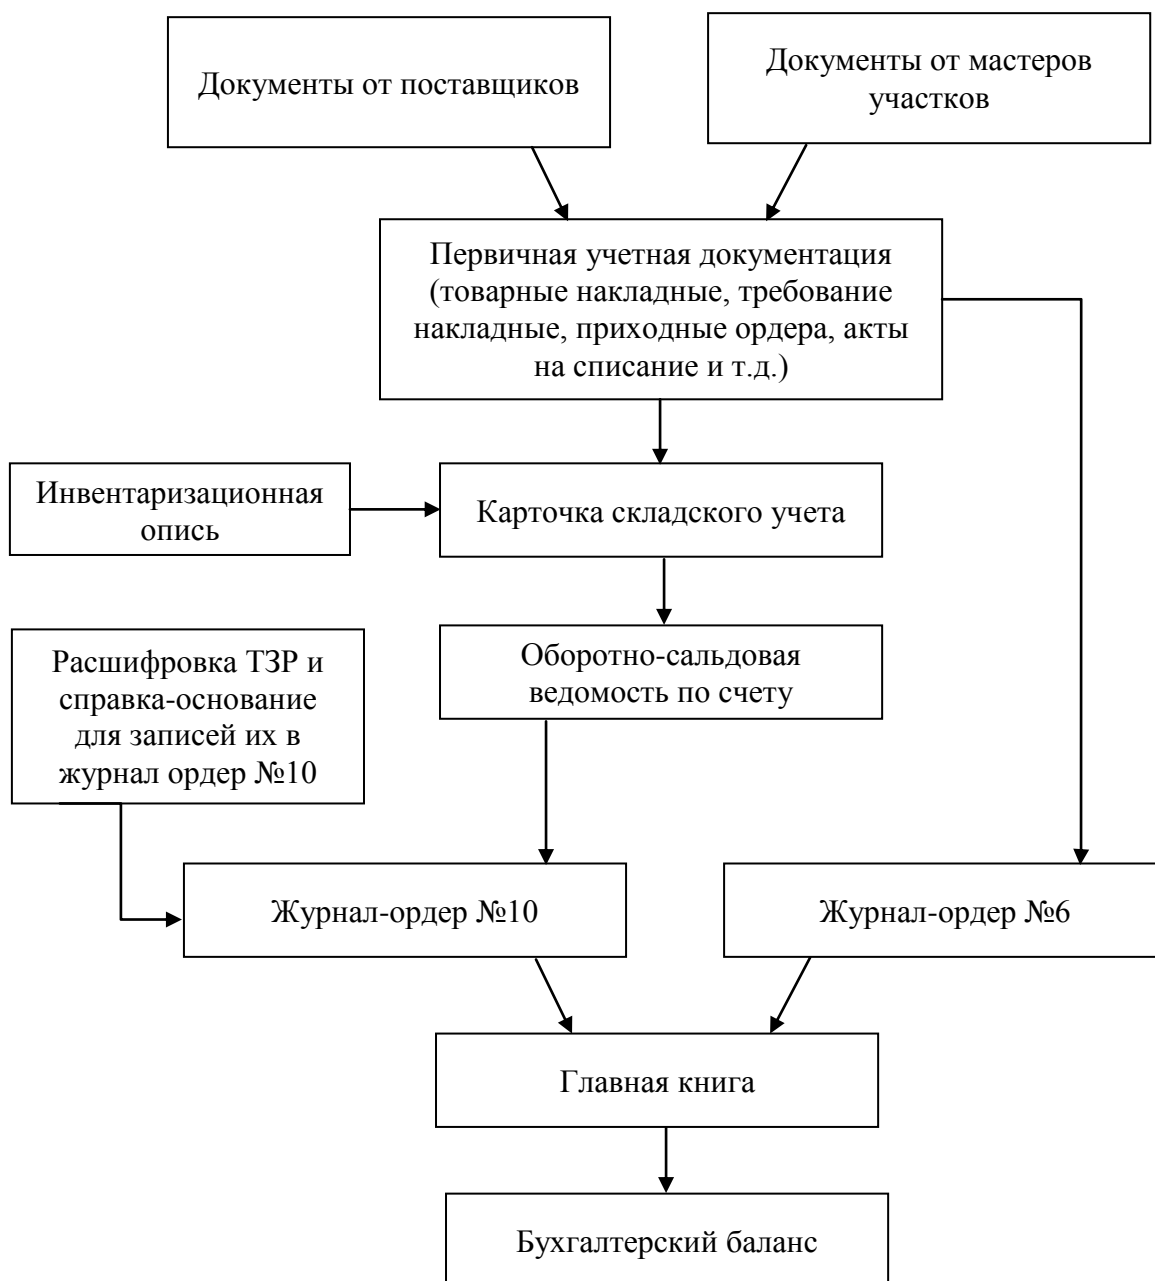 Документы от поставщиков
Документы от мастеров
участков
Первичная учетная документация
(товарные накладные, требование
накладные, приходные ордера, акты
на списание и т.д.)
Инвентаризационная
опись
Карточка складского учета
Расшифровка ТЗР и
справка-основание
для записей их в
журнал ордер №10
Оборотно-сальдовая
ведомость по счету
Журнал-ордер №10
Журнал-ордер №6
Главная книга
Бухгалтерский баланс